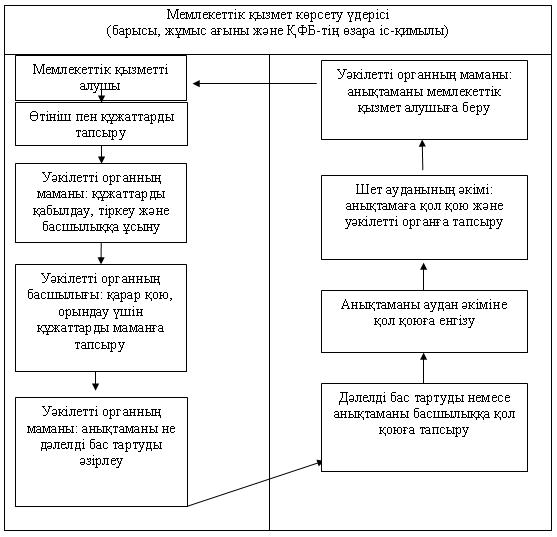 Мемлекеттік қызмет көрсету үдерісі
(барысы, жұмыс ағыны және ҚФБ-тің өзара іс-қимылы)
Мемлекеттік қызметті
алушы
Өтініш пен құжаттарды
тапсыру
Уәкілетті органның
маманы: құжаттарды
қабылдау, тіркеу және
басшылыққа ұсыну
Уәкілетті органның
басшылығы: қарар қою,
орындау үшін
құжаттарды маманға
тапсыру
Уәкілетті органның
маманы: анықтаманы не
дәлелді бас тартуды
әзірлеу
Дәлелді бас тартуды немесе
анықтаманы басшылыққа қол
қоюға тапсыру
Анықтаманы аудан әкіміне
қол қоюға енгізу
Шет ауданының әкімі:
анықтамаға қол қою және
уәкілетті органға тапсыру
Уәкілетті органның маманы:
анықтаманы мемлекеттік
қызмет алушыға беру